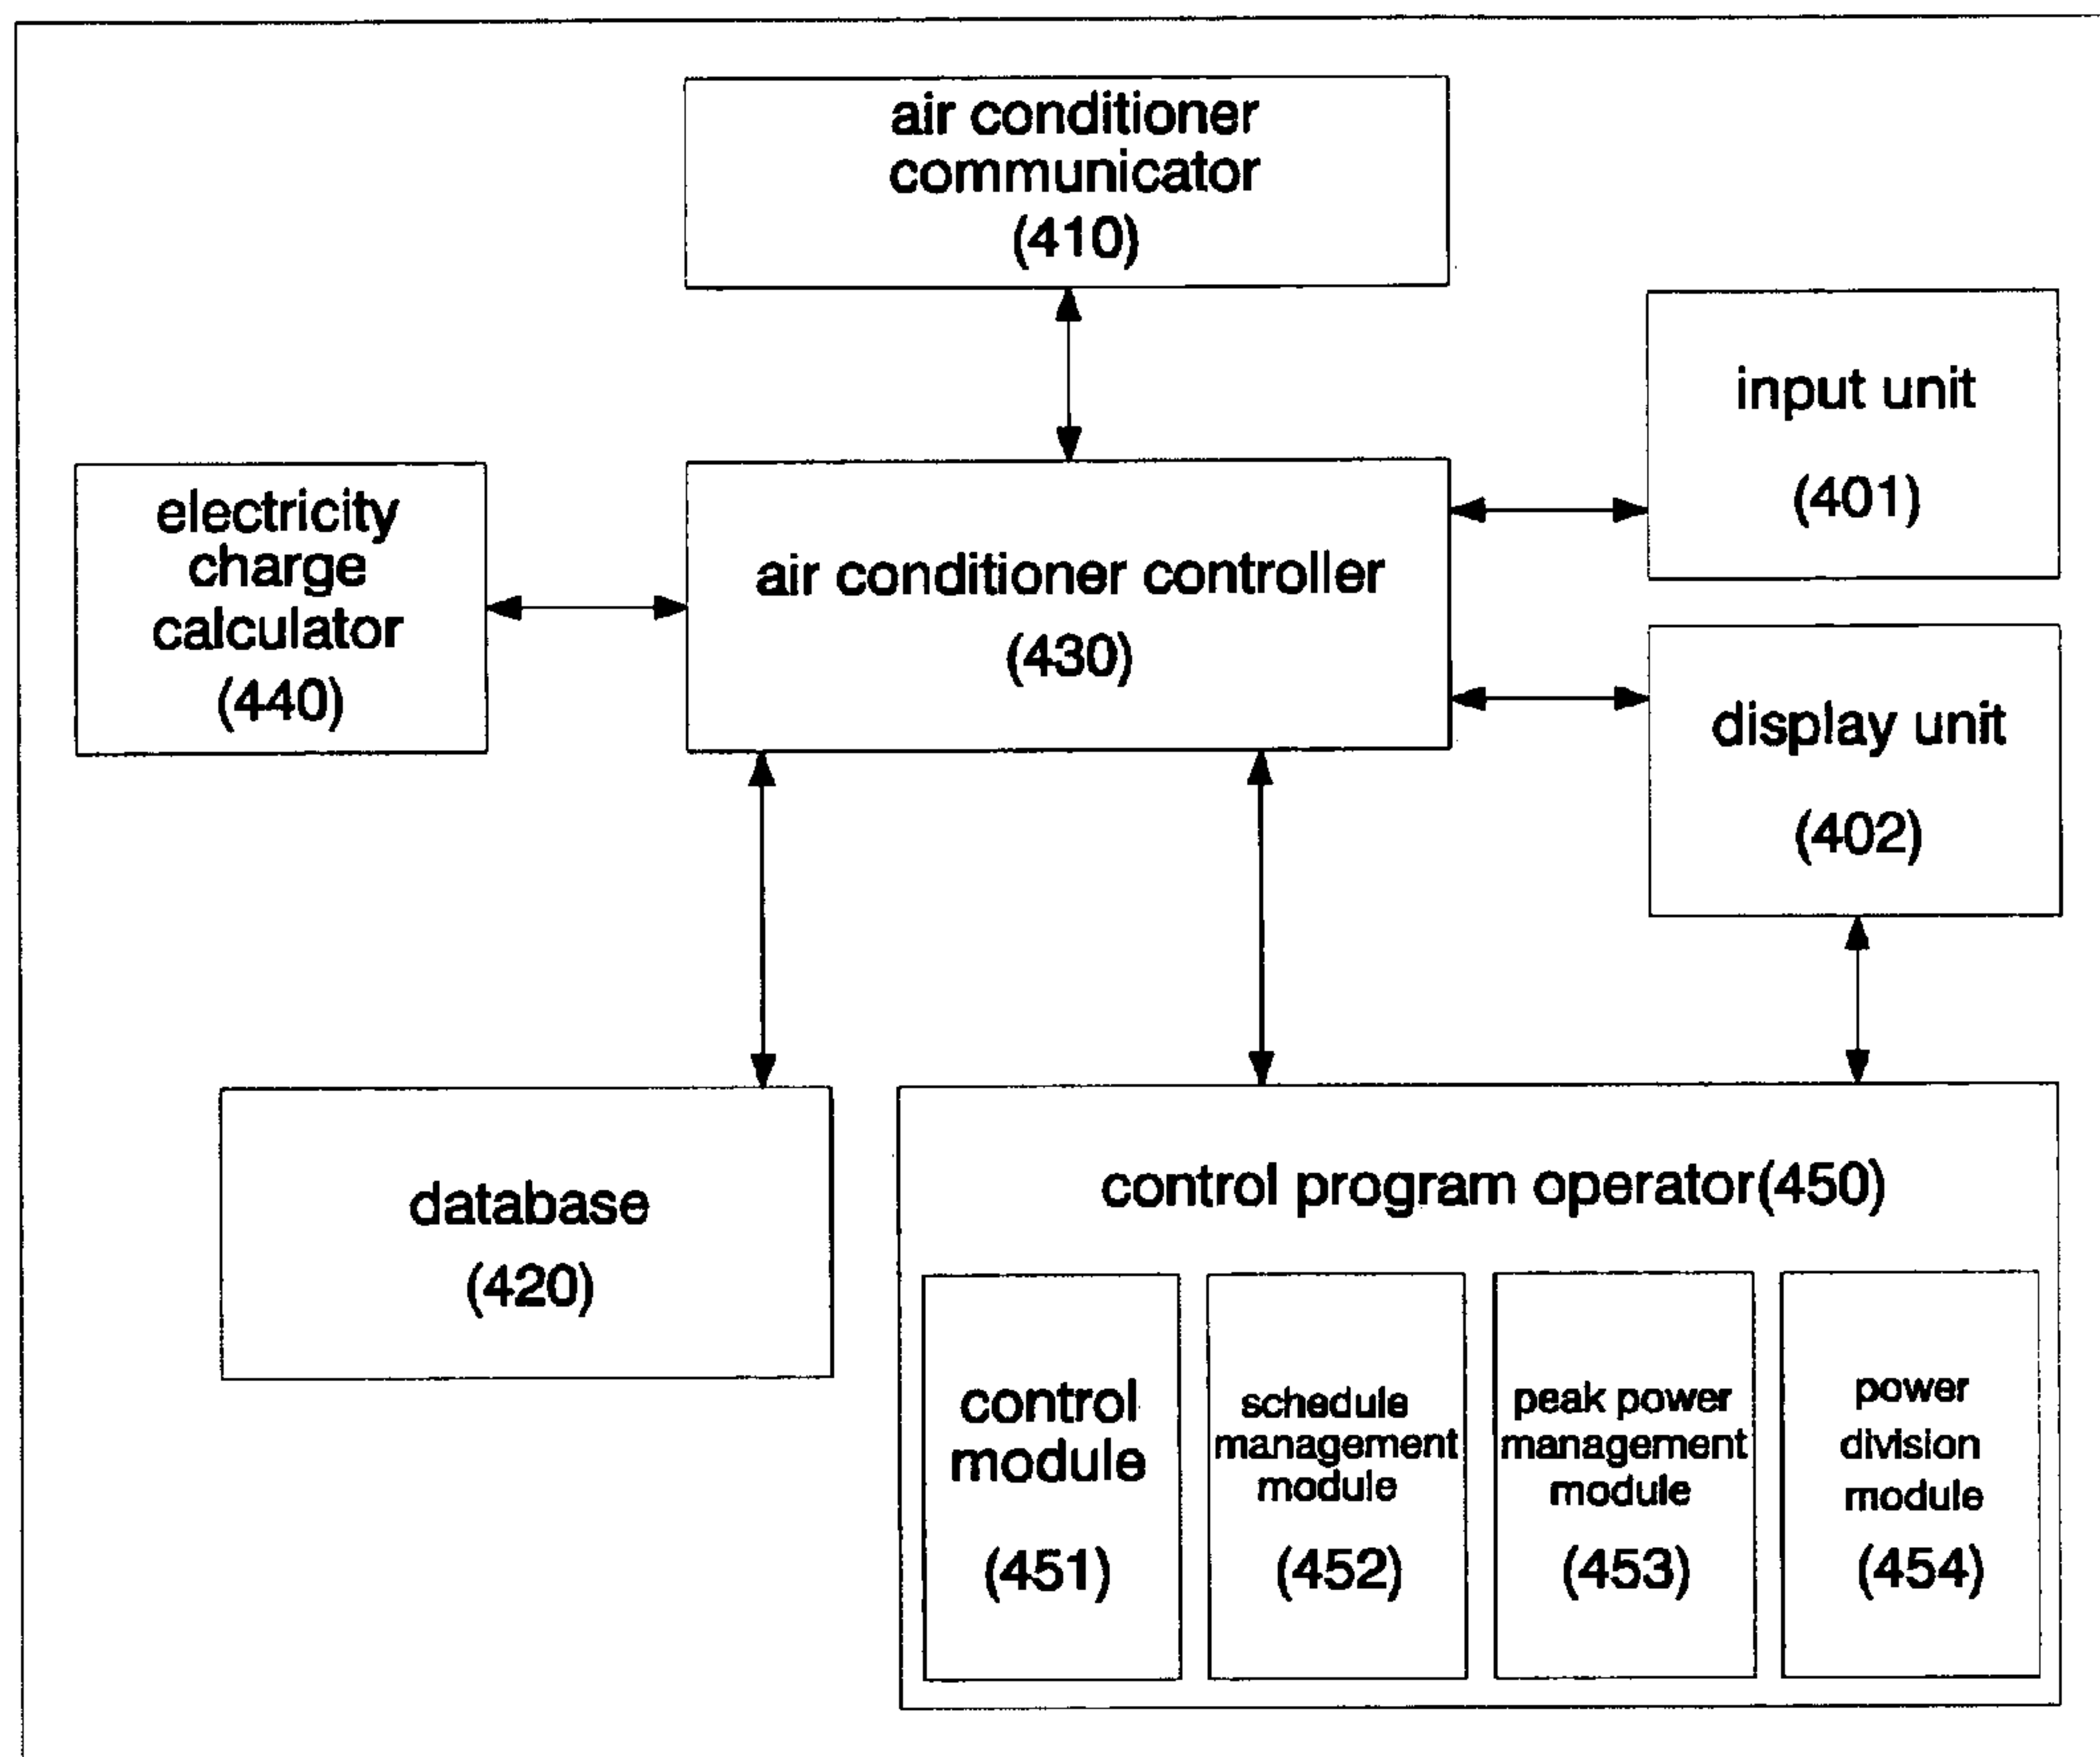 air conditioner
communicator
(410)
input unit
(401)
electricity
charge
calculator
(440)
air conditioner controller
(430)
display unit
(402)
database
(420)
control program operator(450)
control
module
(451)
schedule
management
module
(452)
peak power
management
module
(453)
power
division
module
(454)